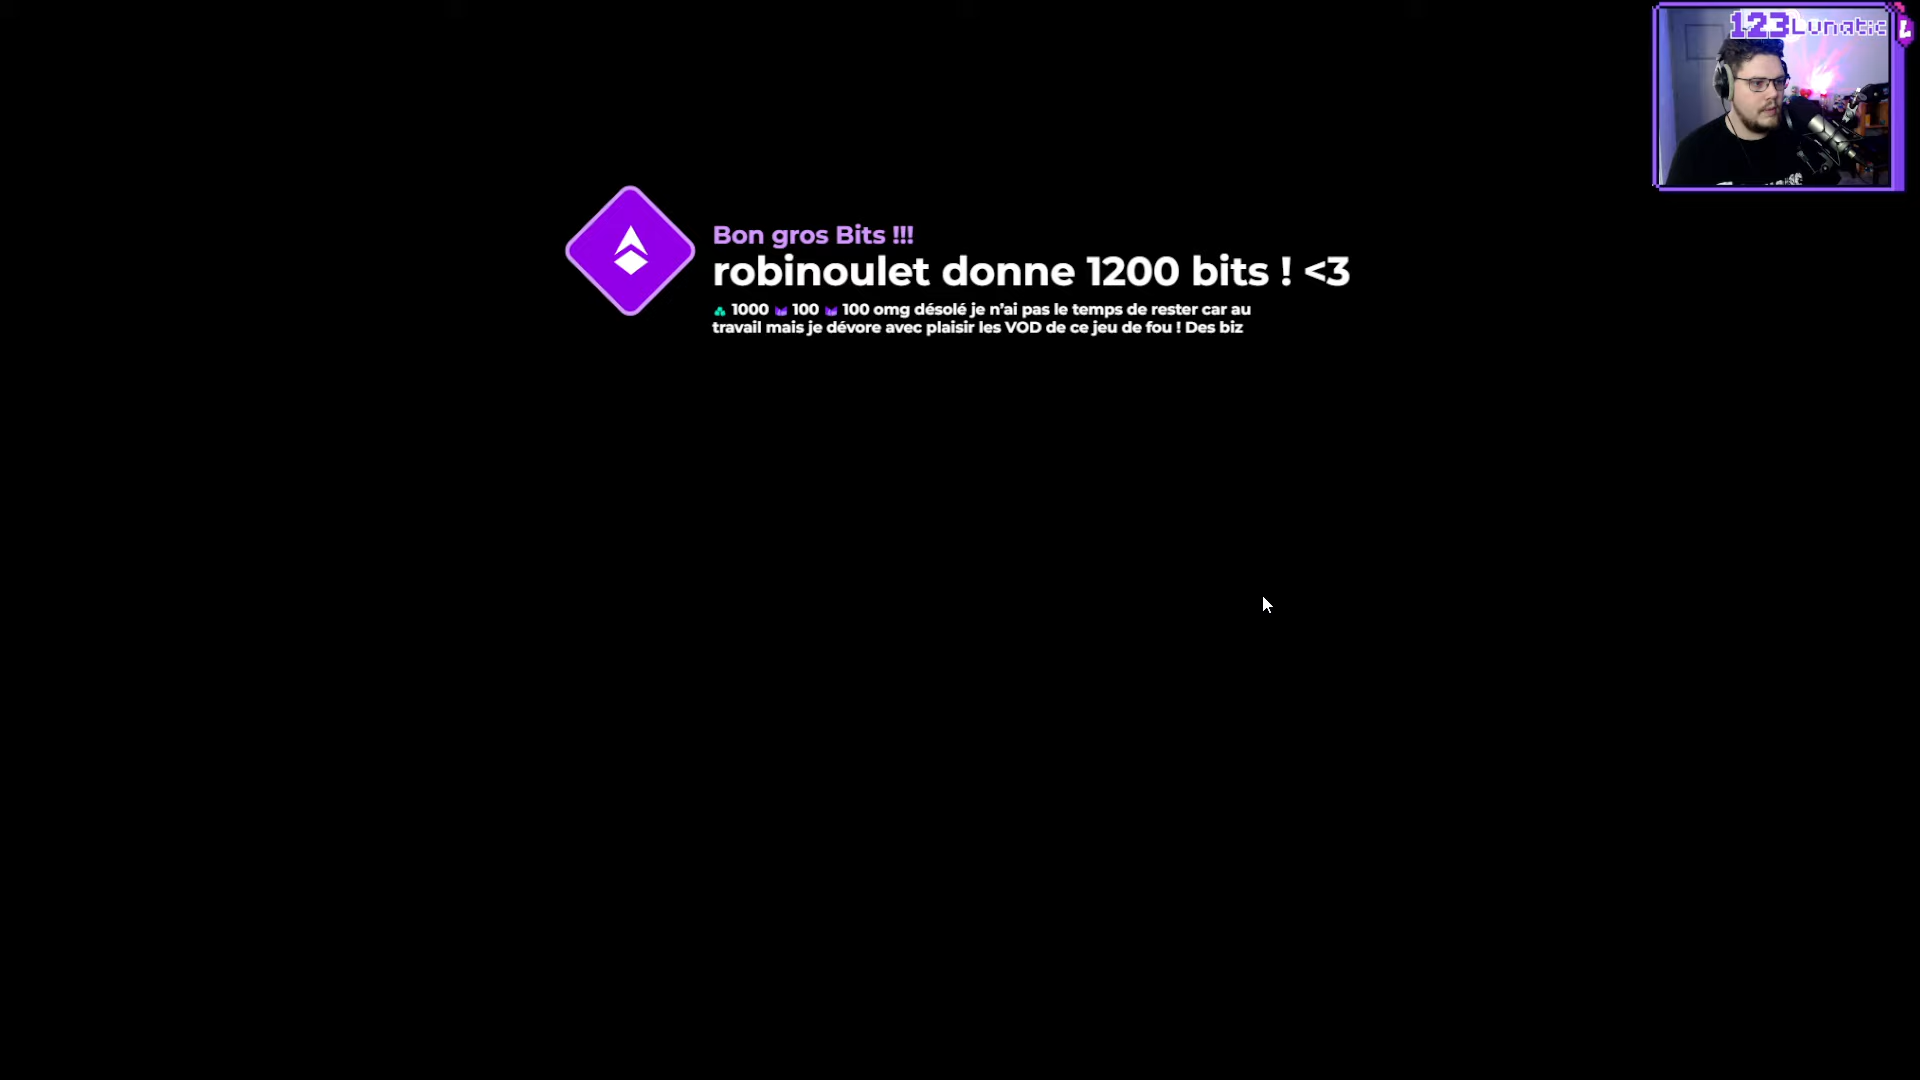 123Lunatic
L
Bon gros Bits !!!
robinoulet donne 1200 bits ! <3
1000 100 100 omg désolé je n’ai pas le temps de rester car au
travail mais je dévore avec plaisir les VOD de ce jeu de fou ! Des biz